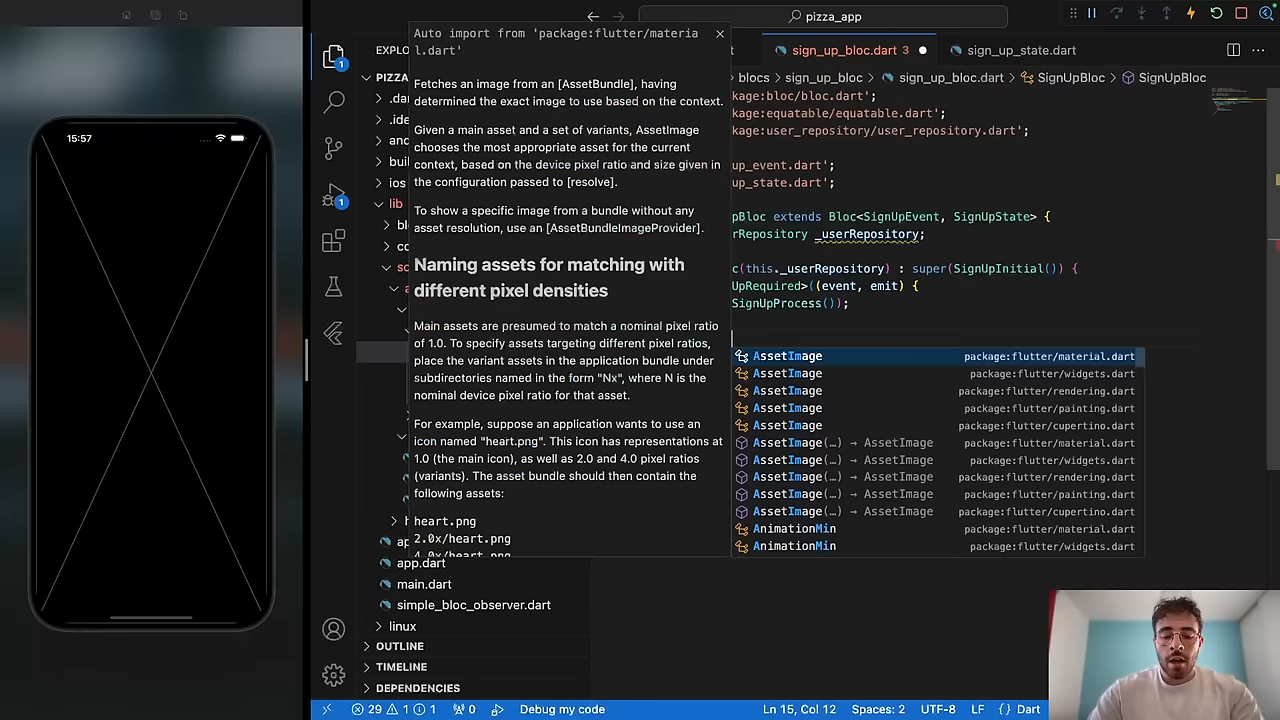 15:57
pizza_app
EXPLO
PIZZA
.da
.ide
and
buil
ios
lib
bl
co
sc
a
h
ap
app.dart
main.dart
simple_bloc_observer.dart
linux
OUTLINE
TIMELINE
DEPENDENCIES
1
1
Auto import from 'package:flutter/materia
l.dart'
Fetches an image from an [AssetBundle], having
determined the exact image to use based on the context.
Given a main asset and a set of variants, AssetImage
chooses the most appropriate asset for the current
context, based on the device pixel ratio and size given in
the configuration passed to [resolve].
To show a specific image from a bundle without any
asset resolution, use an [AssetBundleImageProvider].
Naming assets for matching with
different pixel densities
Main assets are presumed to match a nominal pixel ratio
of 1.0. To specify assets targeting different pixel ratios,
place the variant assets in the application bundle under
subdirectories named in the form "Nx", where N is the
nominal device pixel ratio for that asset.
For example, suppose an application wants to use an
icon named "heart.png". This icon has representations at
1.0 (the main icon), as well as 2.0 and 4.0 pixel ratios
(variants). The asset bundle should then contain the
following assets:
heart.png
2.0x/heart.png
4.0x/heart.png
t
sign_up_bloc.dart 3
sign_up_state.dart
blocs
sign_up_bloc
sign_up_bloc.dart
SignUpBloc
SignUpBloc
kage:bloc/bloc.dart';
kage:equatable/equatable.dart';
kage:user_repository/user_repository.dart';
up_event.dart';
up_state.dart';
pBloc extends Bloc<SignUpEvent, SignUpState> {
rRepository _userRepository;
c(this._userRepository) : super(SignUpInitial()) {
UpRequired>((event, emit) {
SignUpProcess());
AssetImage package:flutter/material.dart
AssetImage package:flutter/widgets.dart
AssetImage package:flutter/rendering.dart
AssetImage package:flutter/painting.dart
AssetImage package:flutter/cupertino.dart
AssetImage(…) → AssetImage package:flutter/material.dart
AssetImage(…) → AssetImage package:flutter/widgets.dart
AssetImage(…) → AssetImage package:flutter/rendering.dart
AssetImage(…) → AssetImage package:flutter/painting.dart
AssetImage(…) → AssetImage package:flutter/cupertino.dart
AnimationMin package:flutter/material.dart
AnimationMin package:flutter/widgets.dart
29 1 1 0 Debug my code Ln 15, Col 12 Spaces: 2 UTF-8 LF {} Dart